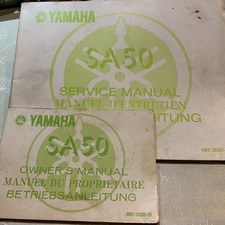 YAMAHA
SA50
SERVICE MANUAL
MANUEL D'ENTRETIEN
YAMAHA
SA50
OWNER'S MANUAL
MANUEL DU PROPRIETAIRE
BETRIEBSANLEITUNG